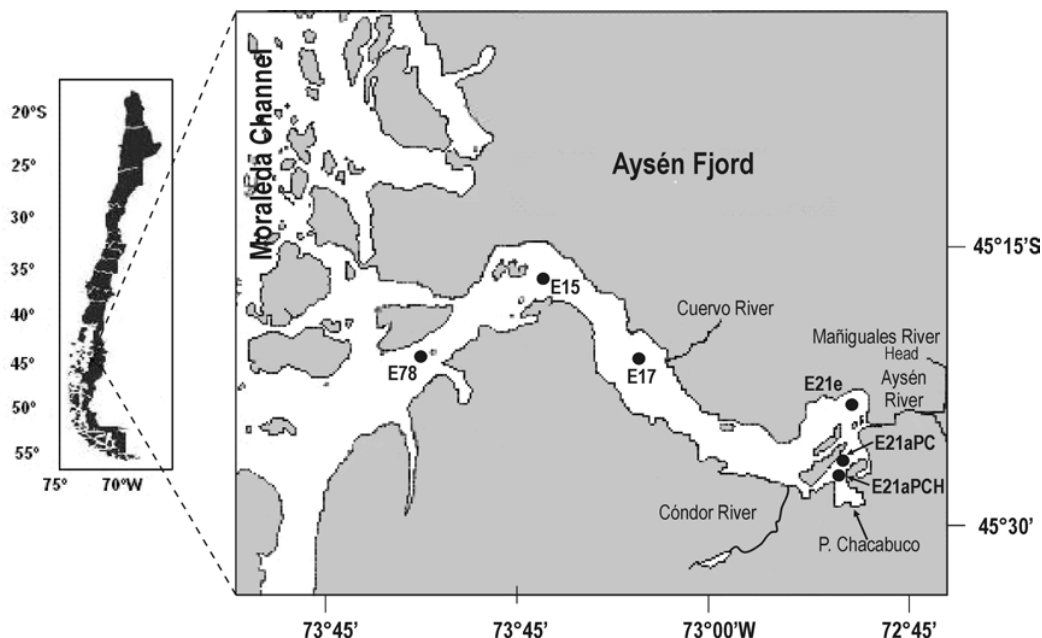 20°S
25°
30°
35°
40°
45°
50°
55°
75°
70°W
Moraleda Channel
Aysén Fjord
45°15'S
E15
Cuervo River
Mañiguales River
Head
E78
E17
E21e
Aysén
River
E21aPC
E21aPCH
Cóndor River
45°30'
P. Chacabuco
73°45'
73°45'
73°00'W
72°45'